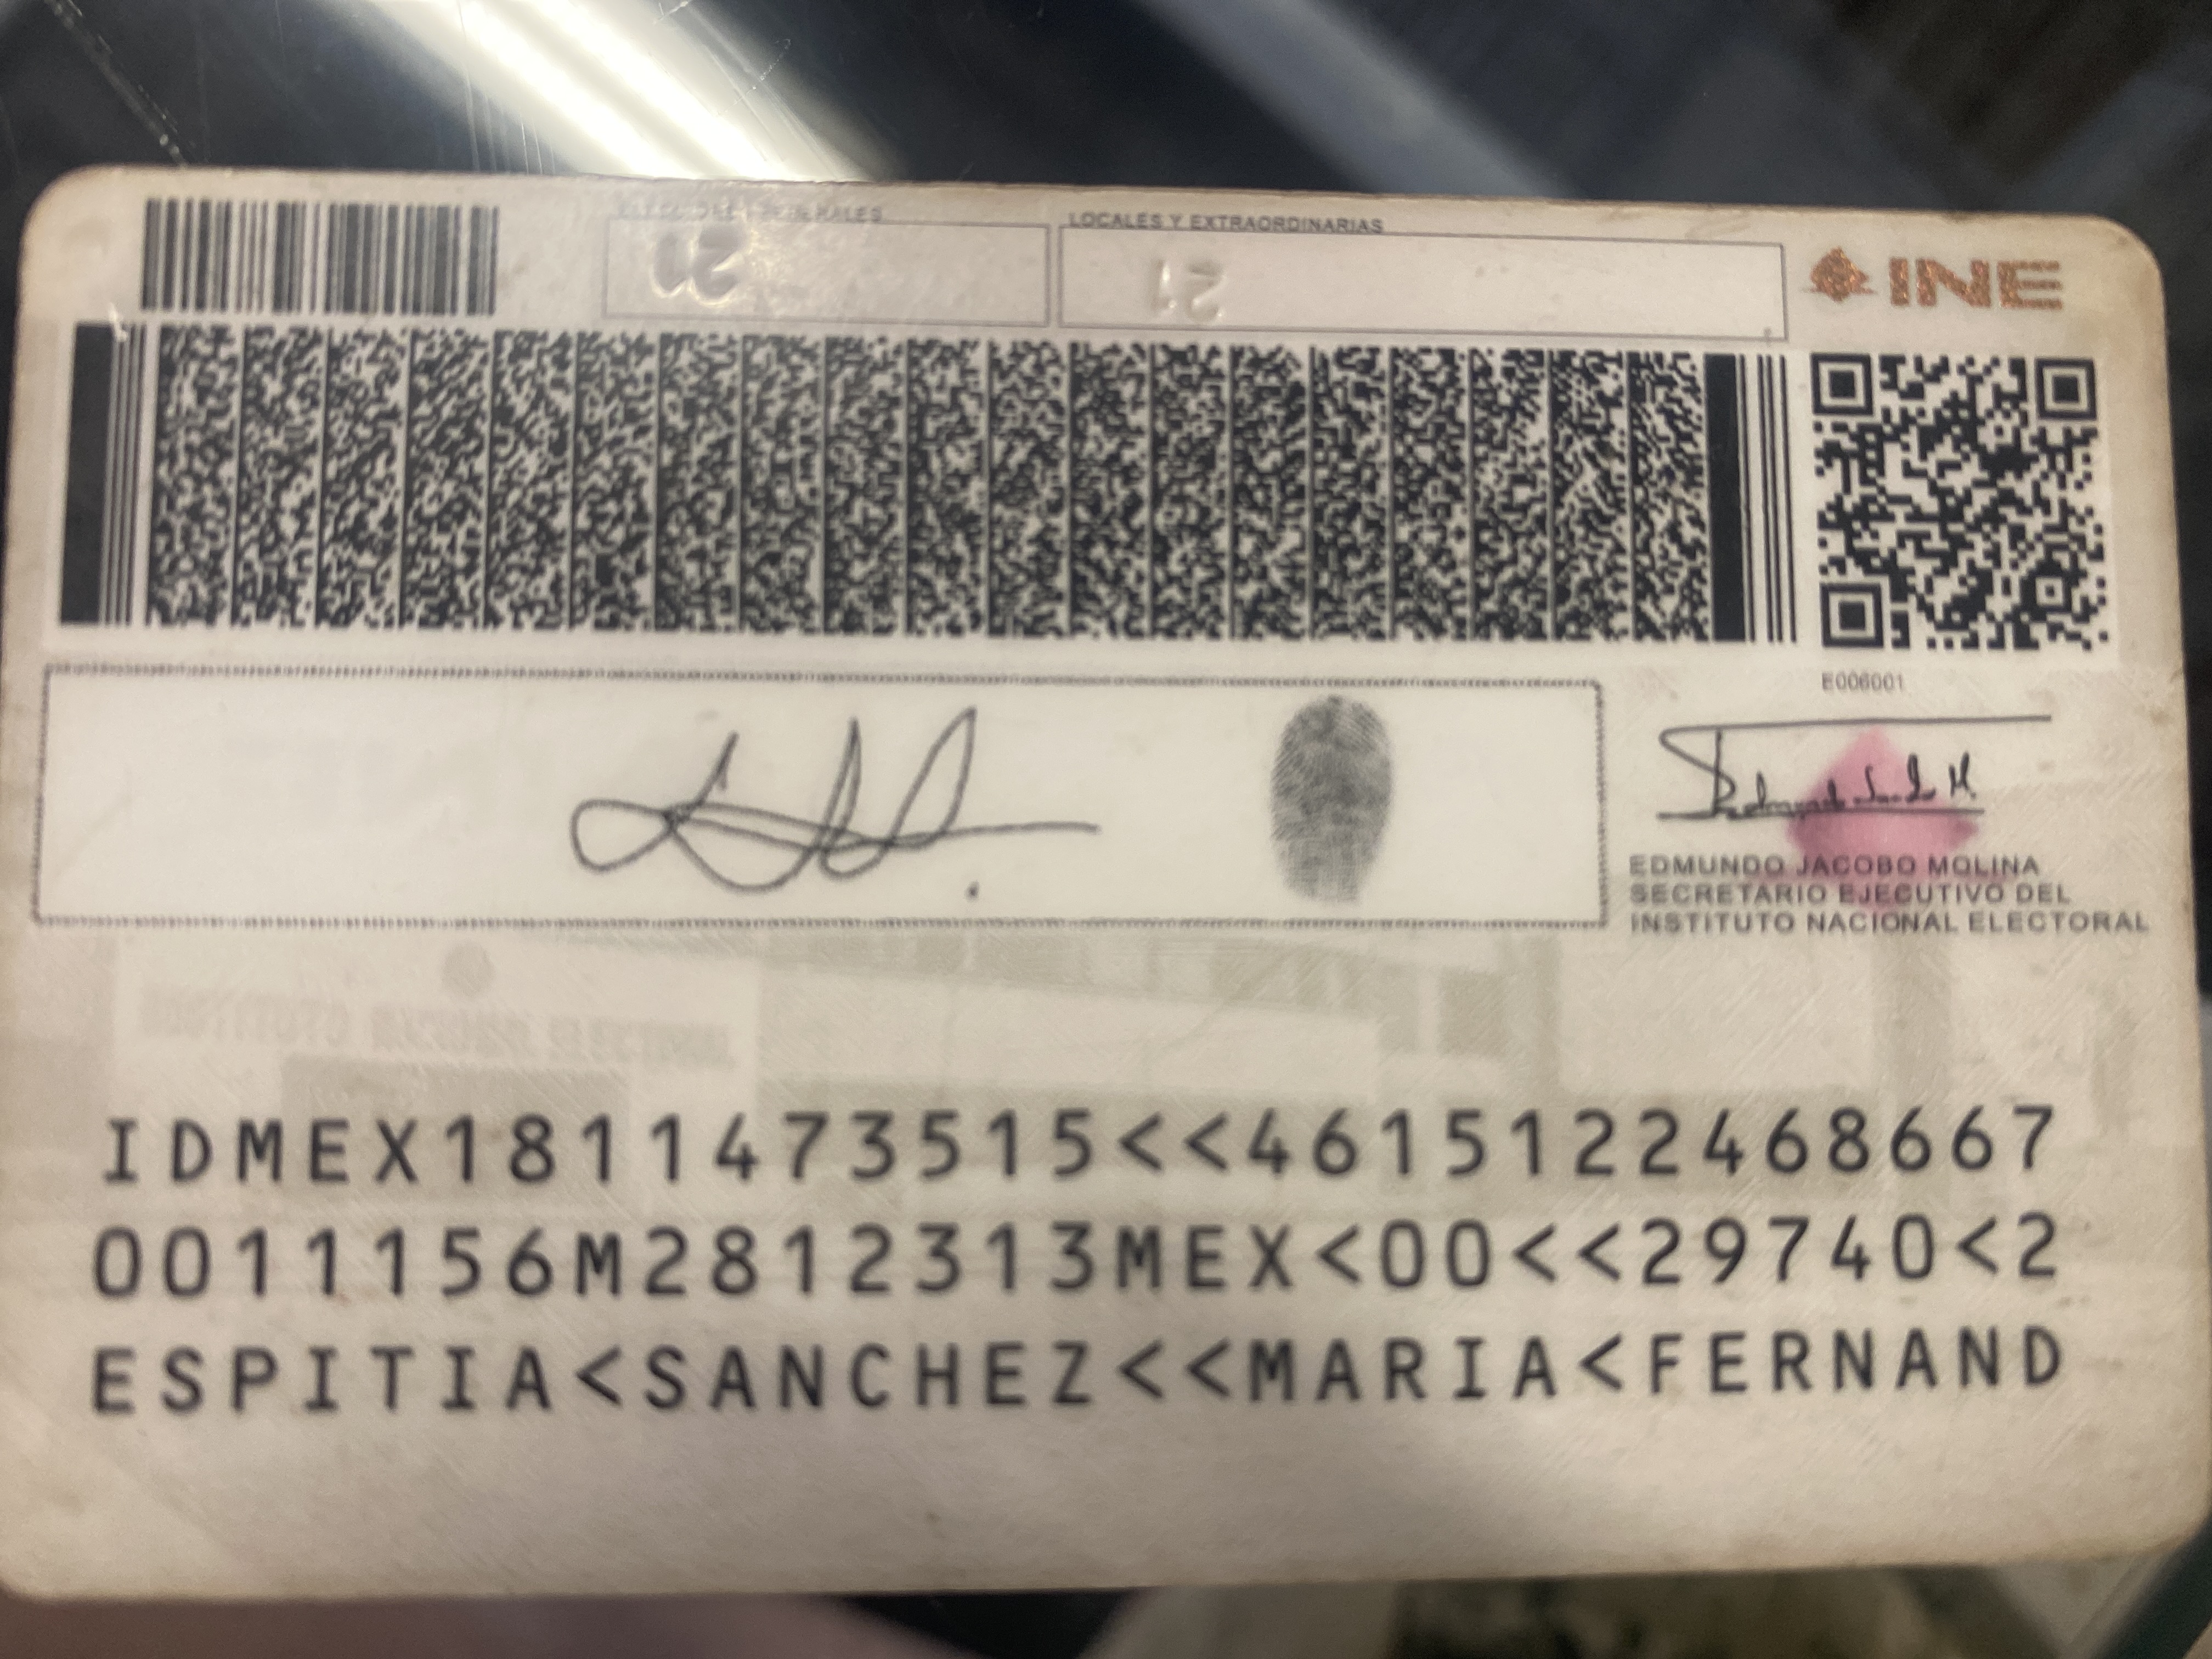 LOCALES Y EXTRAORDINARIAS
21
21
INE
E006001
EDMUNDO JACOBO MOLINA
SECRETARIO EJECUTIVO DEL
INSTITUTO NACIONAL ELECTORAL
IDMEX1811473515<<4615122468667
0011156M2812313MEX<00<<29740<2
ESPITIA<SANCHEZ<<MARIA<FERNAND